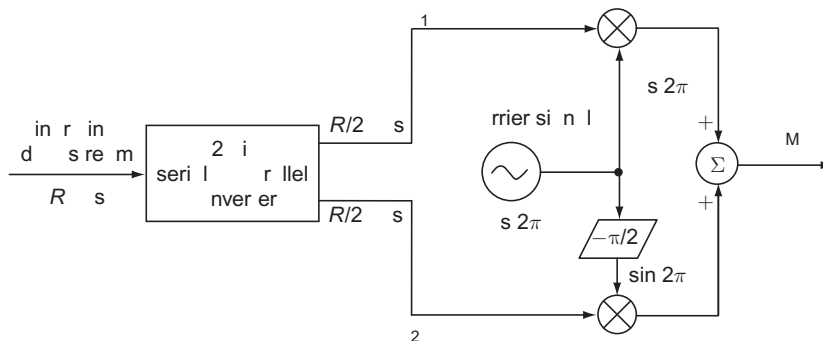 1
s 2π
in r in
d s re m
R s
2 i
seri l r llel
nver er
R/2 s
R/2 s
rrier si n l
s 2π
−π/2
sin 2π
+
Σ
+
M
2